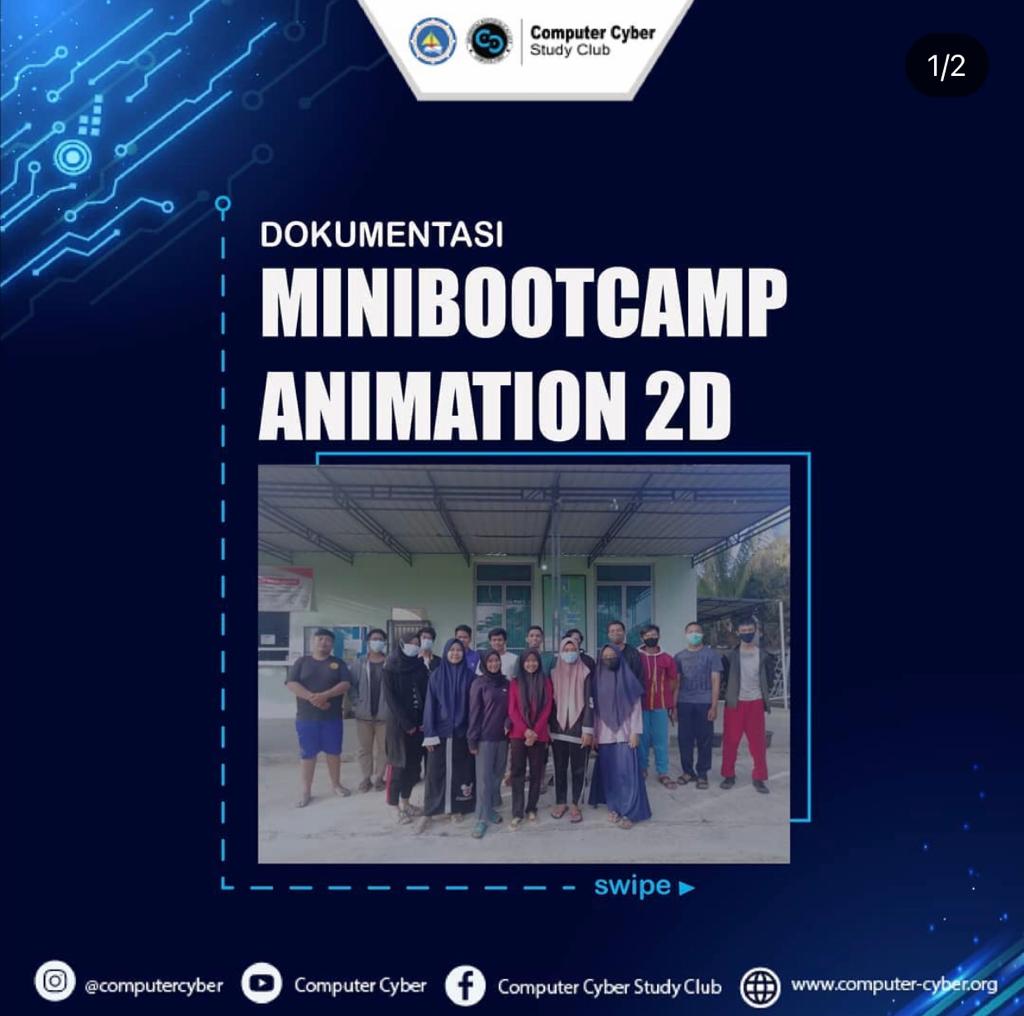 Computer Cyber
Study Club
1/2
DOKUMENTASI
MINIBOOTCAMP
ANIMATION 2D
swipe
@computercyber
Computer Cyber
Computer Cyber Study Club
www.computer-cyber.org